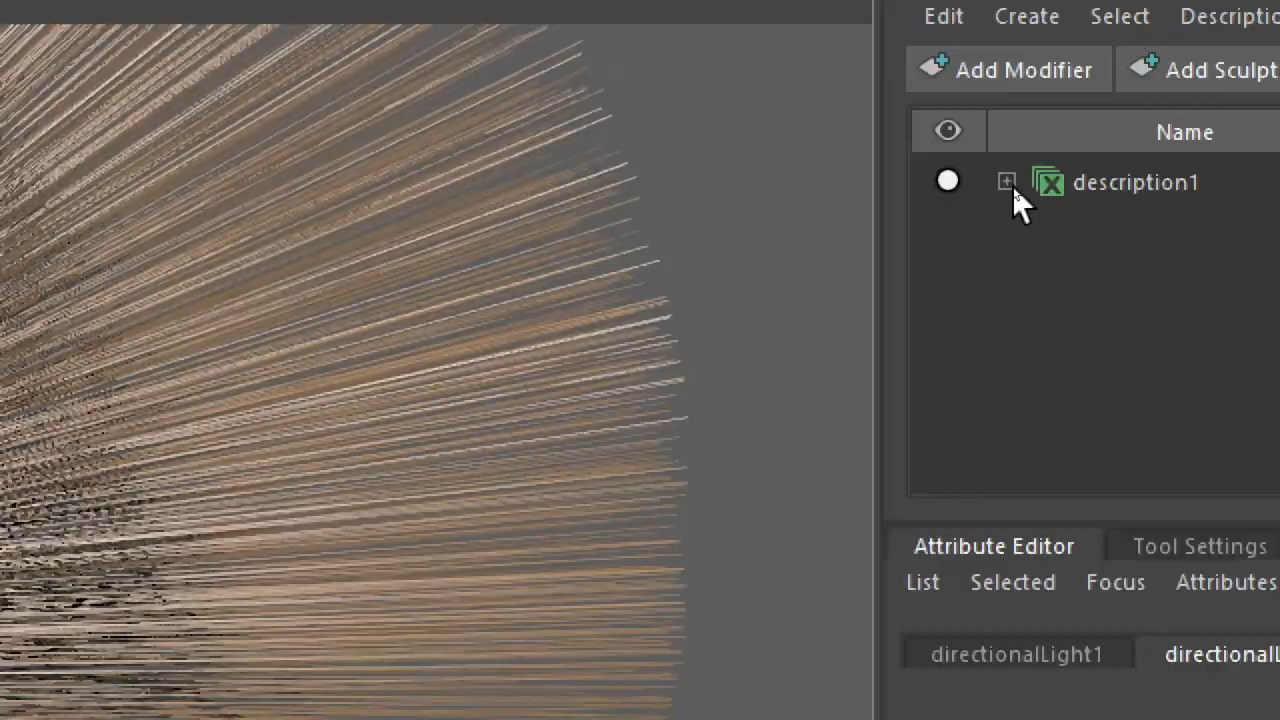 Edit Create Select Descriptio
Add Modifier Add Sculpt
Name
description1
Attribute Editor Tool Settings
List Selected Focus Attributes
directionalLight1 directionalL